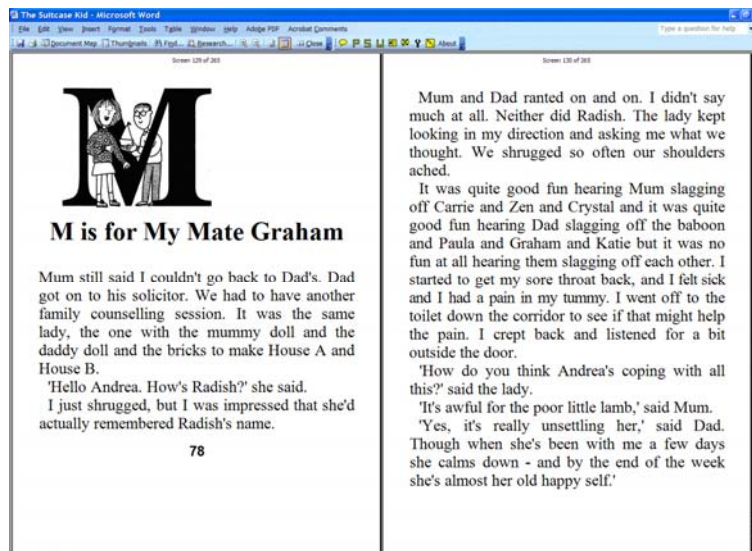 The Suitcase Kid - Microsoft Word
File Edit View Insert Format Tools Table Window Help Adobe PDF Acrobat Comments
Type a question for help
Document Map Thumbnails Find... Research... Close About
Screen 129 of 265
M
M is for My Mate Graham
Mum still said I couldn't go back to Dad's. Dad
got on to his solicitor. We had to have another
family counselling session. It was the same
lady, the one with the mummy doll and the
daddy doll and the bricks to make House A and
House B.
'Hello Andrea. How's Radish?' she said.
I just shrugged, but I was impressed that she'd
actually remembered Radish's name.
78
Screen 130 of 265
Mum and Dad ranted on and on. I didn't say
much at all. Neither did Radish. The lady kept
looking in my direction and asking me what we
thought. We shrugged so often our shoulders
ached.
It was quite good fun hearing Mum slagging
off Carrie and Zen and Crystal and it was quite
good fun hearing Dad slagging off the baboon
and Paula and Graham and Katie but it was no
fun at all hearing them slagging off each other. I
started to get my sore throat back, and I felt sick
and I had a pain in my tummy. I went off to the
toilet down the corridor to see if that might help
the pain. I crept back and listened for a bit
outside the door.
'How do you think Andrea's coping with all
this?' said the lady.
'It's awful for the poor little lamb,' said Mum.
'Yes, it's really unsettling her,' said Dad.
Though when she's been with me a few days
she calms down - and by the end of the week
she's almost her old happy self.'